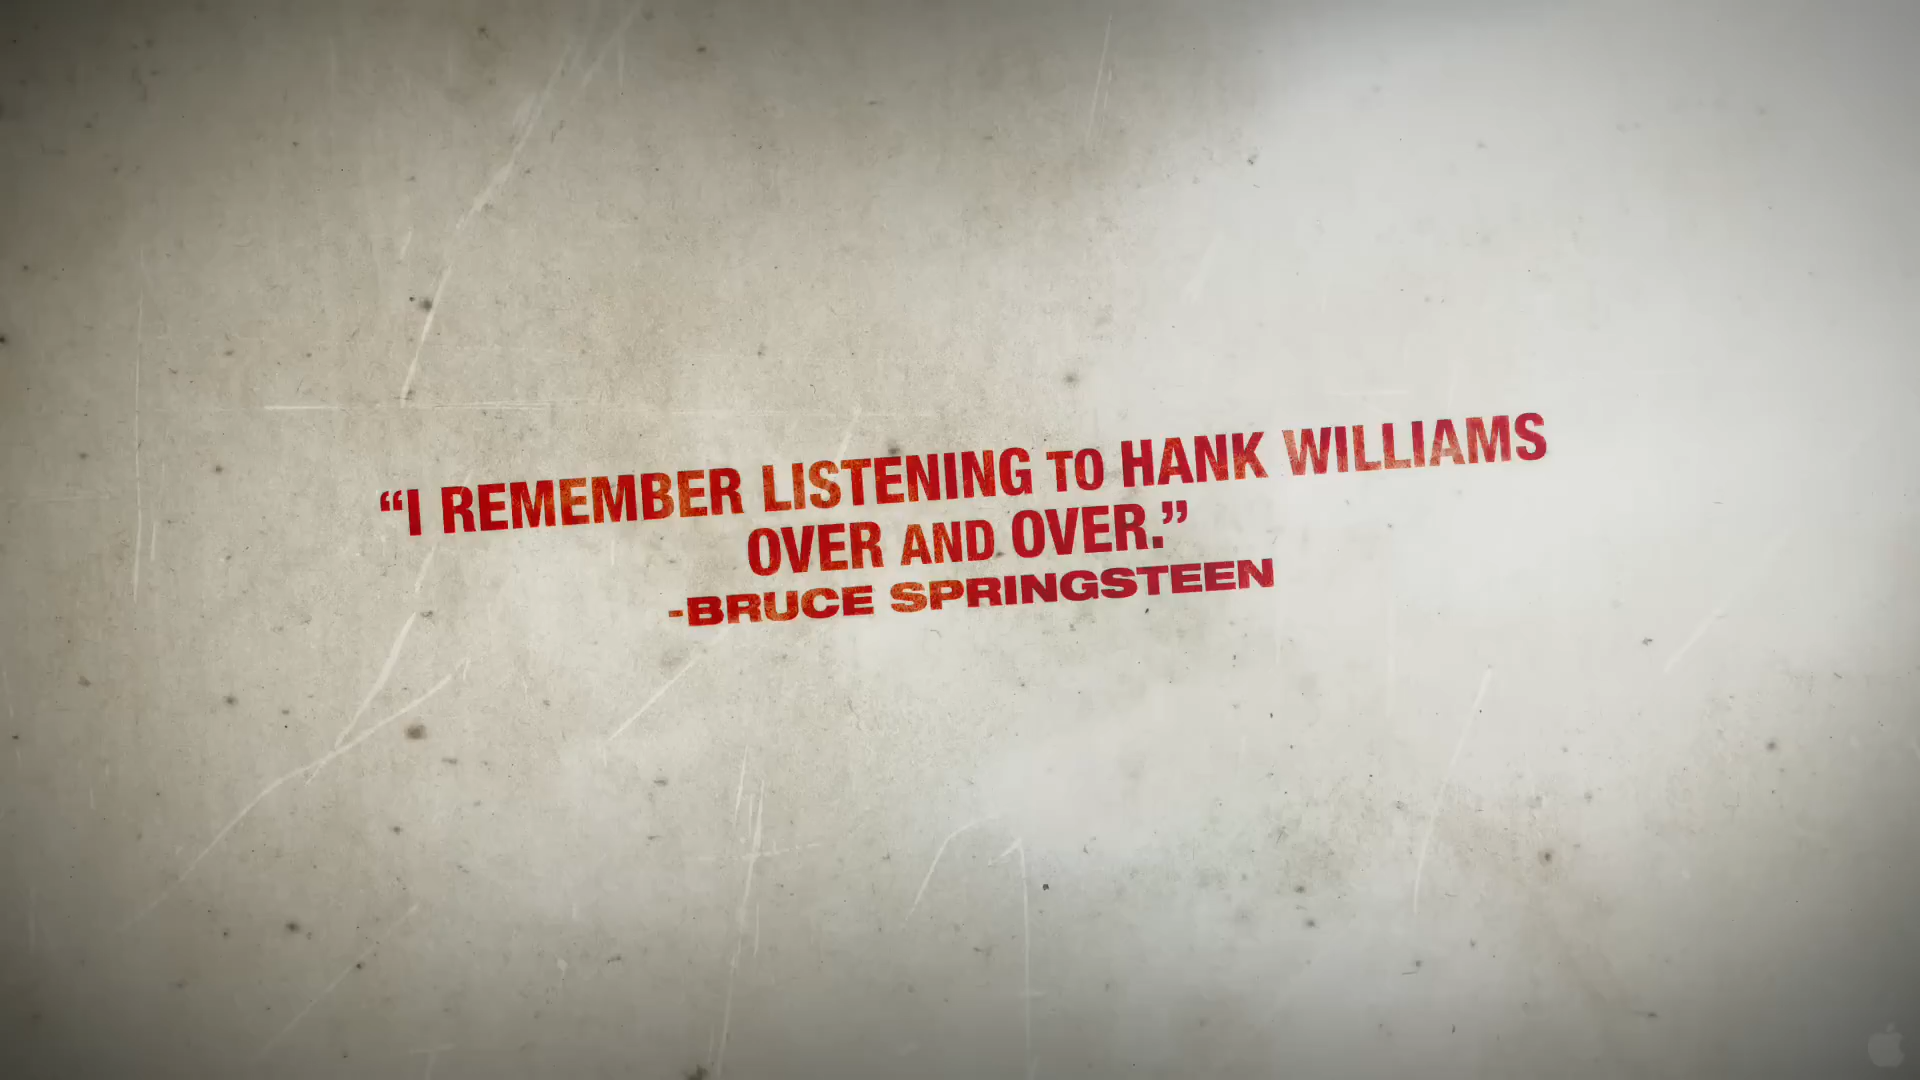 “I REMEMBER LISTENING TO HANK WILLIAMS
OVER AND OVER.”
-BRUCE SPRINGSTEEN